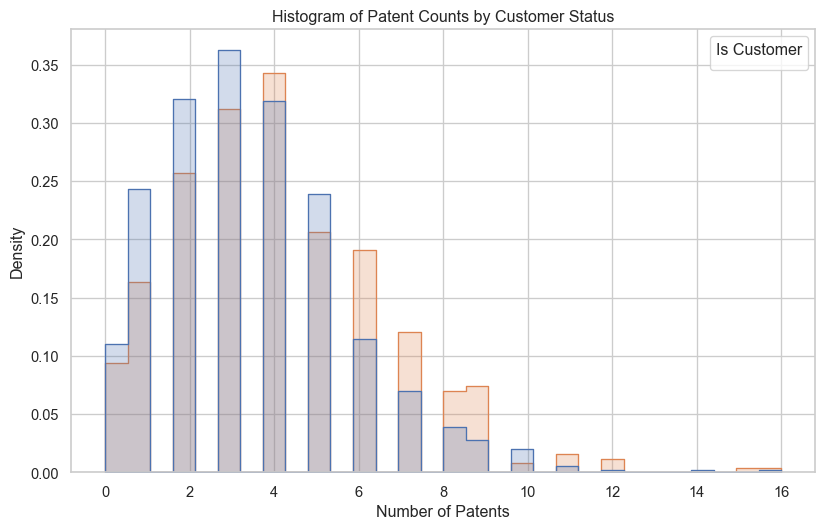 Histogram of Patent Counts by Customer Status
Is Customer
0.35
0.30
0.25
0.20
0.15
0.10
0.05
0.00
Density
0 2 4 6 8 10 12 14 16
Number of Patents